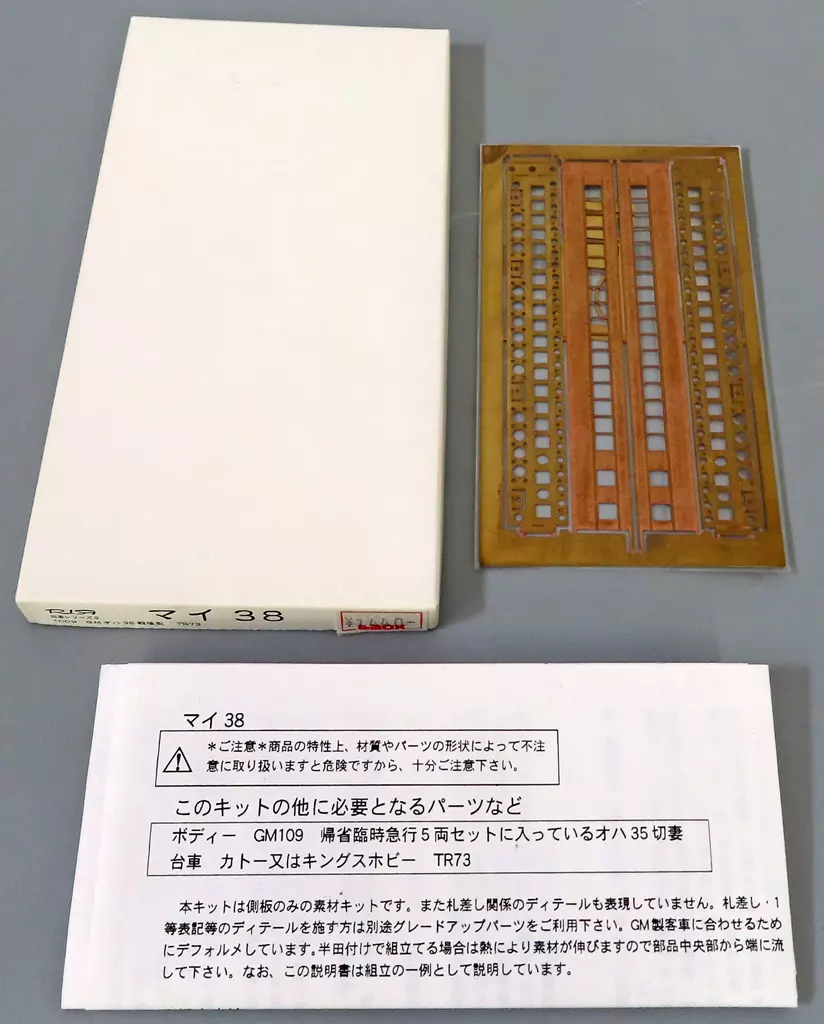 マイ 38
TR73
マイ 38
＊ご注意＊商品の特性上、材質やパーツの形状によって不注
意に取り扱いますと危険ですから、十分ご注意下さい。
このキットの他に必要となるパーツなど
ボディー GM109 帰省臨時急行５両セットに入っているオハ 35 切妻
台車 カトー又はキングスホビー TR73
本キットは側板のみの素材キットです。また札差し関係のディテールも表現していません。札差し・1
等表記等のディテールを施す方は別途グレードアップパーツをご利用下さい。GM 製客車に合わせるため
にデフォルメしています。半田付けで組立てる場合は熱により素材が伸びますので部品中央部から端に流
して下さい。なお、この説明書は組立の一例として説明しています。